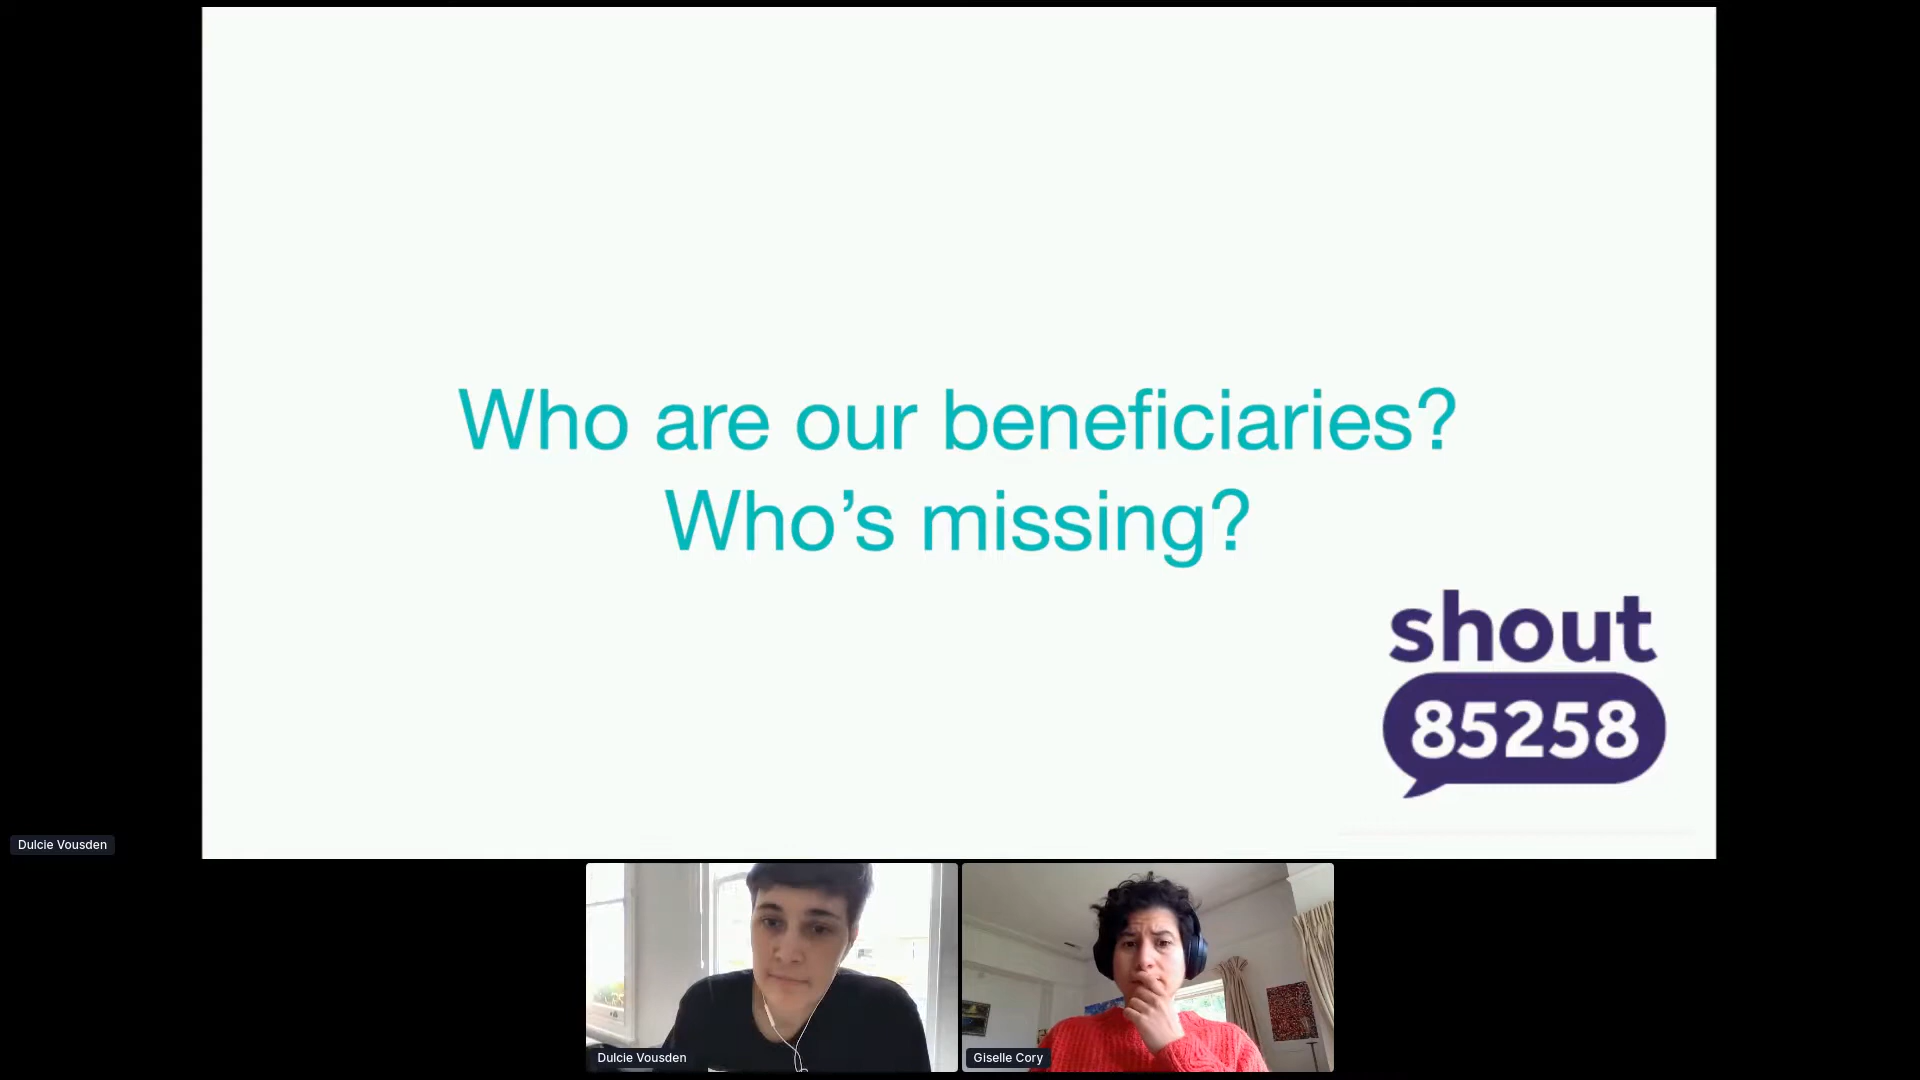 Who are our beneficiaries?
Who’s missing?
shout
85258
Dulcie Vousden
Dulcie Vousden
Giselle Cory